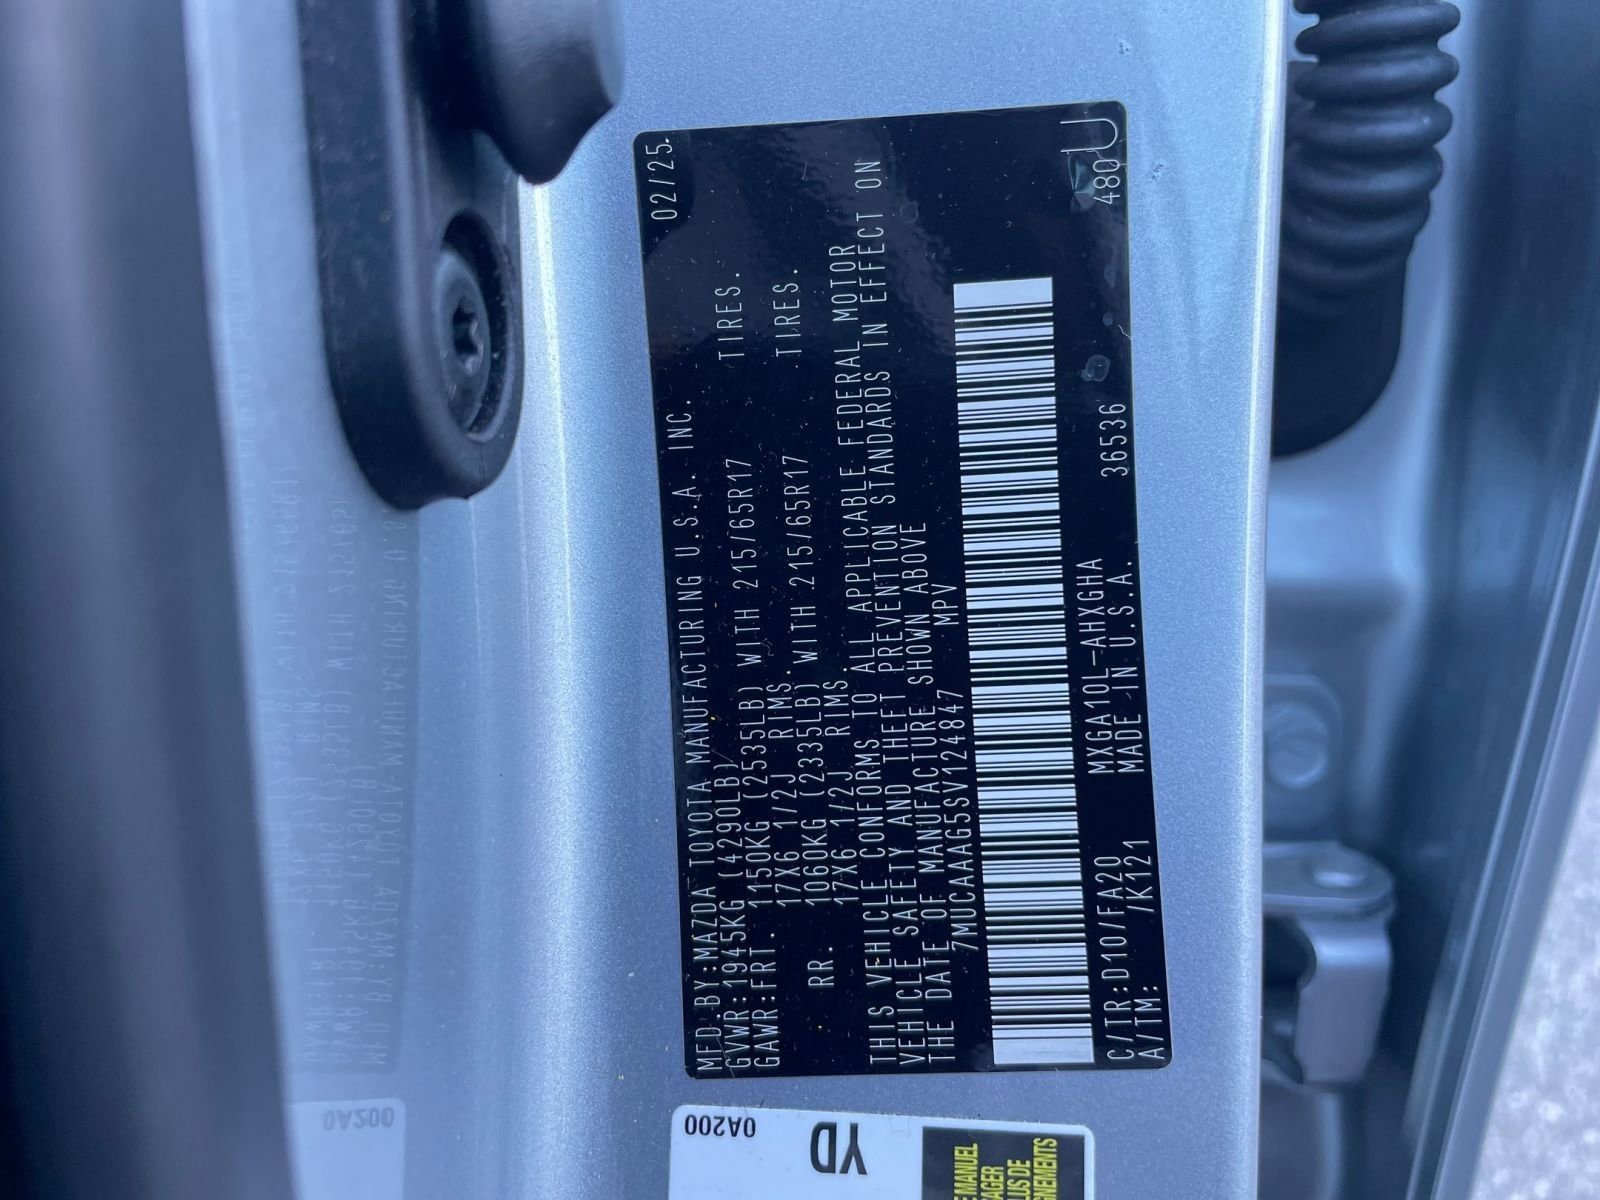 MFD.BY:MAZDA TOYOTA MANUFACTURING U.S.A. INC. 02/25
GVWR:1945KG (4290LB)
GAWR:FRT. 1150KG (2535LB) WITH 215/65R17 TIRES.
17X6 1/2J RIMS.
RR. 1060KG (2335LB) WITH 215/65R17 TIRES.
17X6 1/2J RIMS.
THIS VEHICLE CONFORMS TO ALL APPLICABLE FEDERAL MOTOR
VEHICLE SAFETY AND THEFT PREVENTION STANDARDS IN EFFECT ON
THE DATE OF MANUFACTURE SHOWN ABOVE
7MUCAAAG5SV124847 MPV
C/TR:D10/FA20 MXGA10L-AHXGHA 36536 480 U
A/TM: /K121 MADE IN U.S.A.
0A200
YD
MANUEL